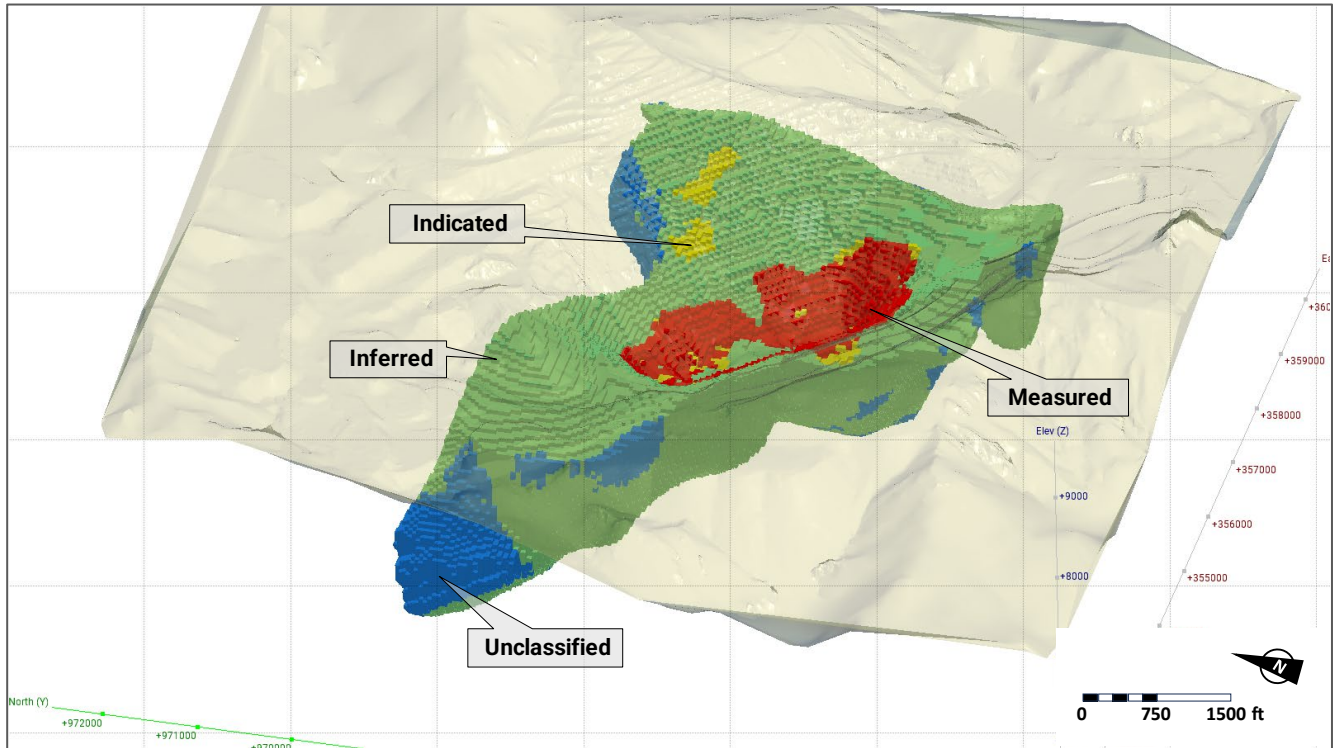 Indicated
Inferred
Measured
Unclassified
Elev (Z)
+9000
+8000
+359000
+358000
+357000
+356000
+355000
North (Y)
+972000
+971000
N
0 750 1500 ft